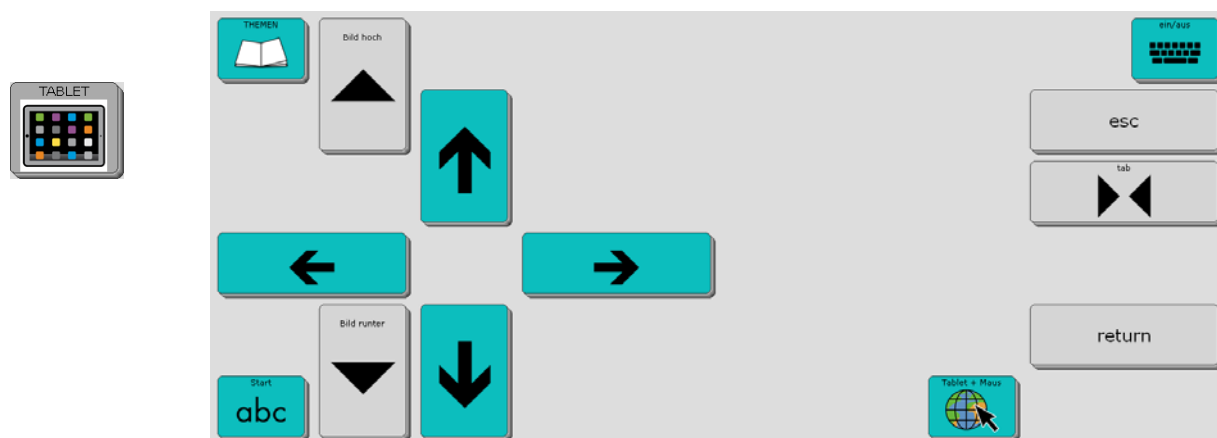 TABLET
THEMEN
Bild hoch
ein/aus
esc
tab
Bild runter
return
Start
abc
Tablet + Maus